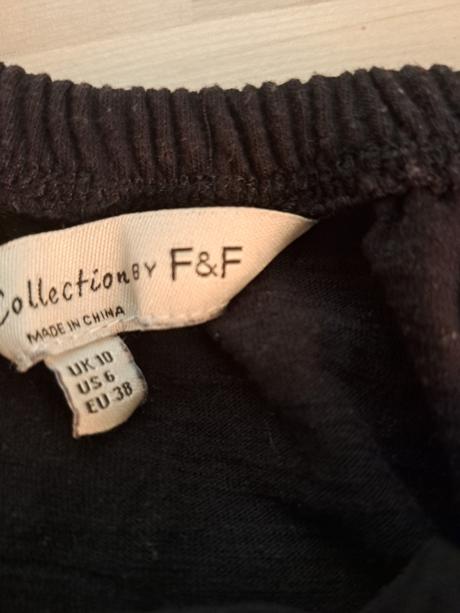 Collection BY F&F
MADE IN CHINA
UK 10
US 6
EU 38